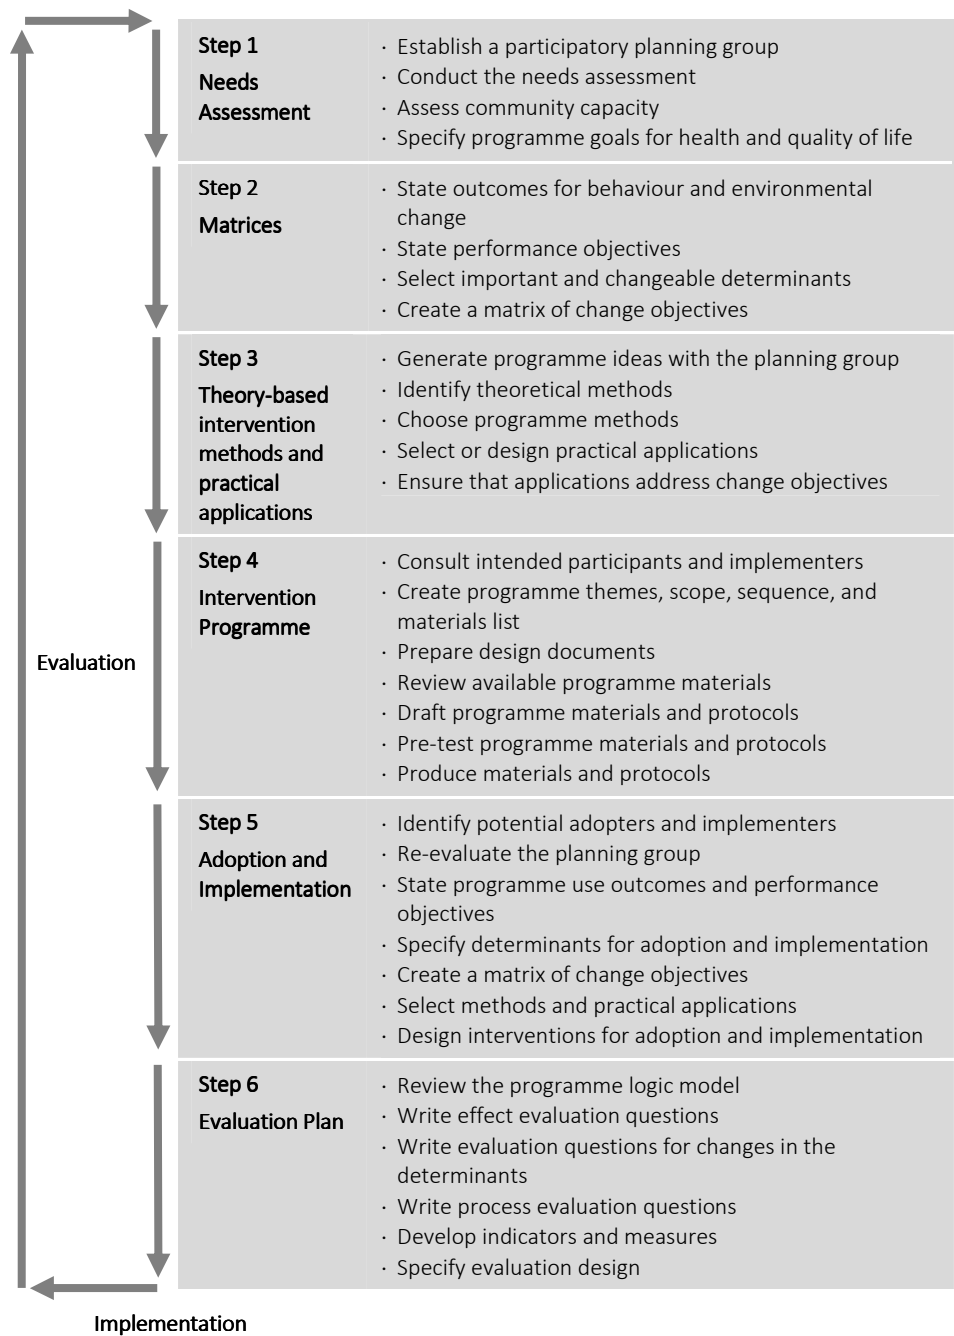 Step 1
Needs
Assessment
· Establish a participatory planning group
· Conduct the needs assessment
· Assess community capacity
· Specify programme goals for health and quality of life
Step 2
Matrices
· State outcomes for behaviour and environmental
change
· State performance objectives
· Select important and changeable determinants
· Create a matrix of change objectives
Step 3
Theory-based
intervention
methods and
practical
applications
· Generate programme ideas with the planning group
· Identify theoretical methods
· Choose programme methods
· Select or design practical applications
· Ensure that applications address change objectives
Step 4
Intervention
Programme
· Consult intended participants and implementers
· Create programme themes, scope, sequence, and
materials list
· Prepare design documents
· Review available programme materials
· Draft programme materials and protocols
· Pre-test programme materials and protocols
· Produce materials and protocols
Evaluation
Step 5
Adoption and
Implementation
· Identify potential adopters and implementers
· Re-evaluate the planning group
· State programme use outcomes and performance
objectives
· Specify determinants for adoption and implementation
· Create a matrix of change objectives
· Select methods and practical applications
· Design interventions for adoption and implementation
Step 6
Evaluation Plan
· Review the programme logic model
· Write effect evaluation questions
· Write evaluation questions for changes in the
determinants
· Write process evaluation questions
· Develop indicators and measures
· Specify evaluation design
Implementation